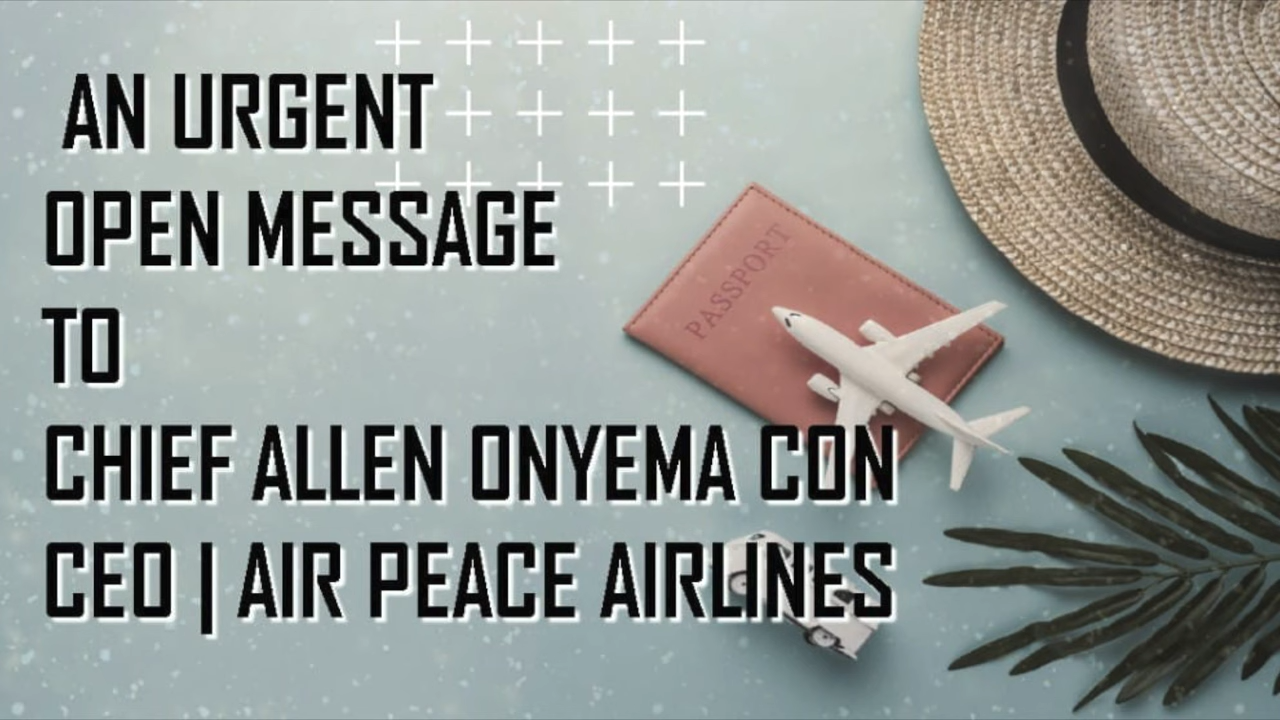 AN URGENT
OPEN MESSAGE
TO
CHIEF ALLEN ONYEMA CON
CEO | AIR PEACE AIRLINES
PASSPORT